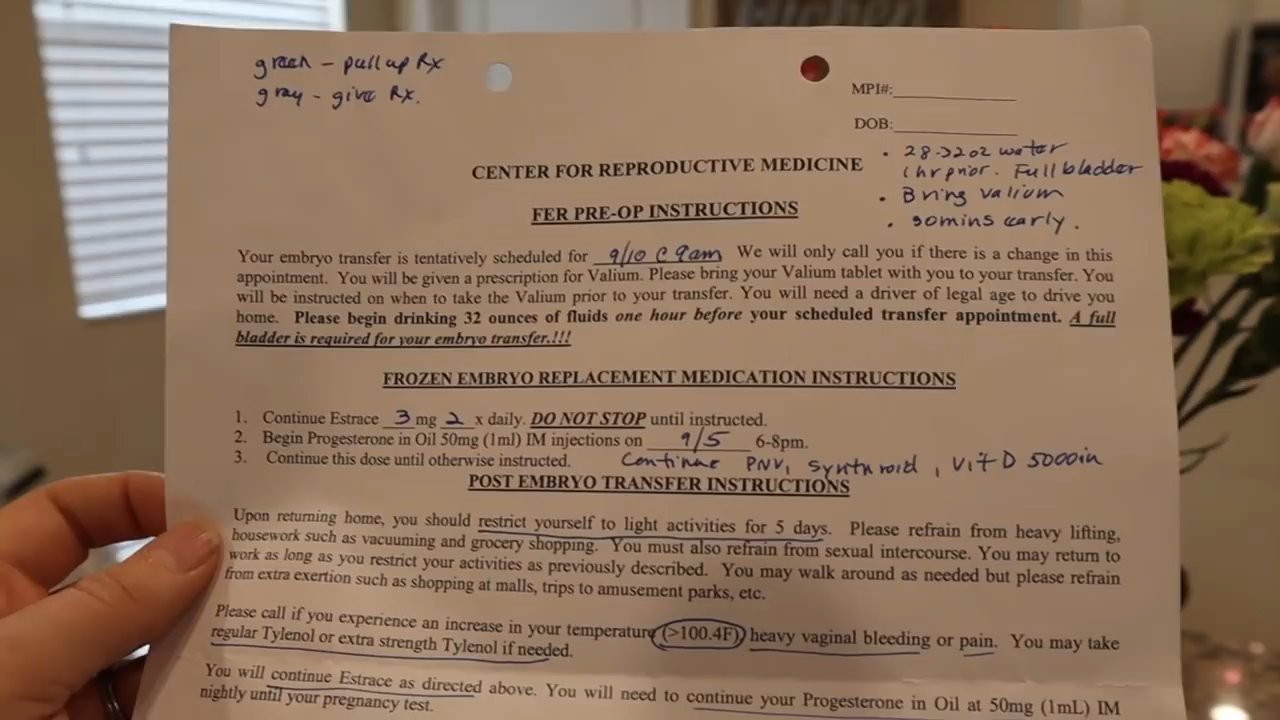 green - pull up Rx
gray - give Rx.
MPI#:
DOB:
· 28-32oz water
1hr prior. Full bladder
· Bring valium
· 30mins early.
CENTER FOR REPRODUCTIVE MEDICINE
FER PRE-OP INSTRUCTIONS
Your embryo transfer is tentatively scheduled for 9/10 @ 9am We will only call you if there is a change in this
appointment. You will be given a prescription for Valium. Please bring your Valium tablet with you to your transfer. You
will be instructed on when to take the Valium prior to your transfer. You will need a driver of legal age to drive you
home. Please begin drinking 32 ounces of fluids one hour before your scheduled transfer appointment. A full
bladder is required for your embryo transfer.!!!
FROZEN EMBRYO REPLACEMENT MEDICATION INSTRUCTIONS
1. Continue Estrace 3 mg 2 x daily. DO NOT STOP until instructed.
2. Begin Progesterone in Oil 50mg (1ml) IM injections on 9/5 6-8pm.
3. Continue this dose until otherwise instructed. Continue PNV, Synthroid, Vit D 5000iu
POST EMBRYO TRANSFER INSTRUCTIONS
Upon returning home, you should restrict yourself to light activities for 5 days. Please refrain from heavy lifting,
housework such as vacuuming and grocery shopping. You must also refrain from sexual intercourse. You may return to
work as long as you restrict your activities as previously described. You may walk around as needed but please refrain
from extra exertion such as shopping at malls, trips to amusement parks, etc.
Please call if you experience an increase in your temperature (>100.4F) heavy vaginal bleeding or pain. You may take
regular Tylenol or extra strength Tylenol if needed.
You will continue Estrace as directed above. You will need to continue your Progesterone in Oil at 50mg (1mL) IM
nightly until your pregnancy test.